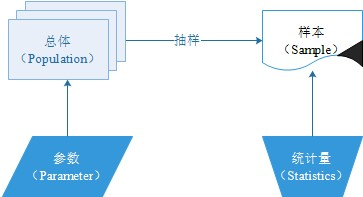 总体
（Population）
抽样
样本
（Sample）
参数
（Parameter）
统计量
（Statistics）